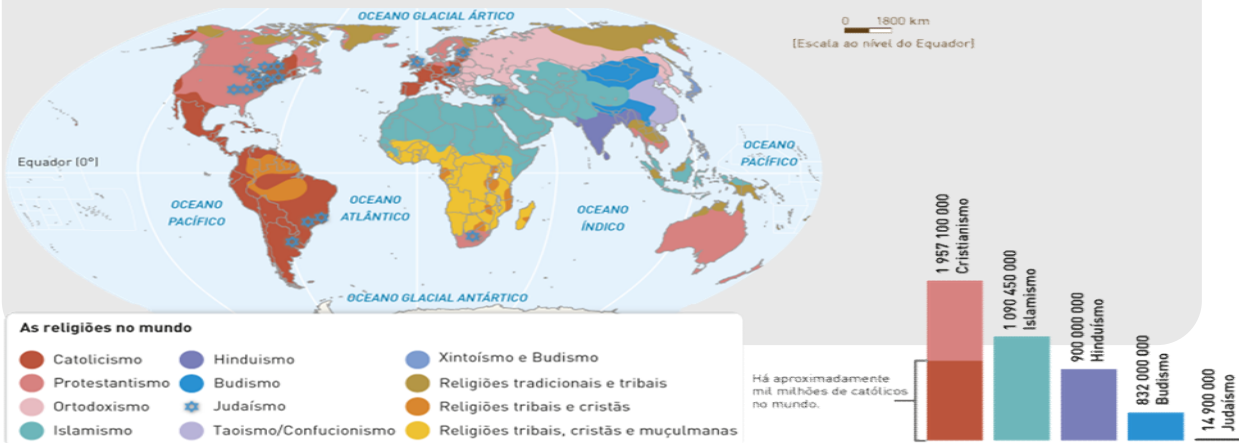 OCEANO GLACIAL ÁRTICO
0 1800 km
[Escala ao nível do Equador]
Equador (0°)
OCEANO
PACÍFICO
OCEANO
PACÍFICO
OCEANO
ATLÂNTICO
OCEANO
ÍNDICO
OCEANO GLACIAL ANTÁRTICO
As religiões no mundo
Catolicismo
Protestantismo
Ortodoxismo
Islamismo
Hinduismo
Budismo
Judaísmo
Taoismo/Confucionismo
Xintoísmo e Budismo
Religiões tradicionais e tribais
Religiões tribais e cristãs
Religiões tribais, cristãs e muçulmanas
Há aproximadamente
mil milhões de católicos
no mundo.
1 957 100 000
Cristianismo
1 090 450 000
Islamismo
900 000 000
Hinduísmo
832 000 000
Budismo
14 900 000
Judaísmo